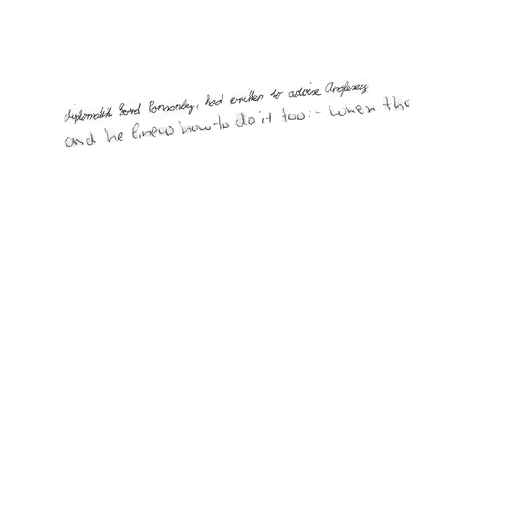 diplomatist Lord Ponsonby, had written to advise Anglesey
and he knew how to do it too :- when the